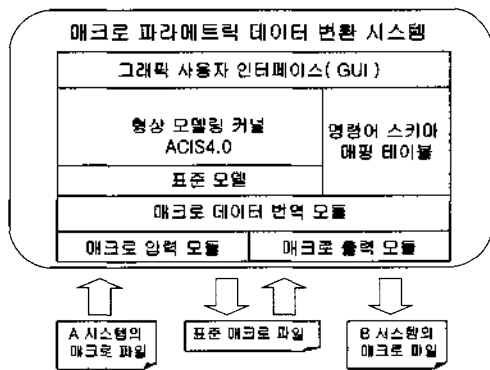 매크로 파라메트릭 데이터 변환 시스템
그래픽 사용자 인터페이스( GUI )
형상 모델링 커널
ACIS4.0
명령어 스키마
매핑 테이블
표준 모델
매크로 데이터 번역 모듈
매크로 입력 모듈
매크로 출력 모듈
A 시스템의
매크로 파일
표준 매크로 파일
B 시스템의
매크로 파일